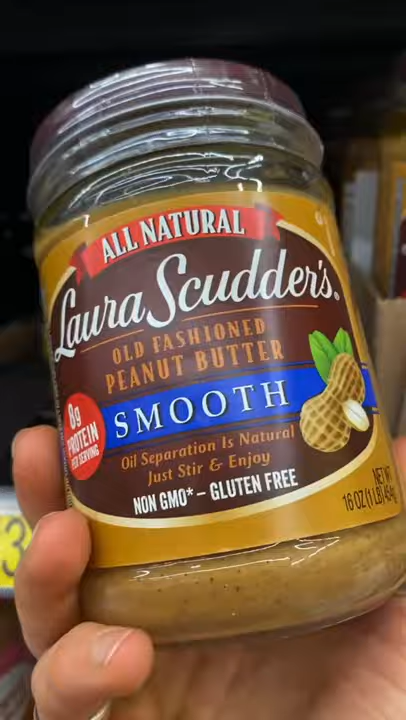 ALL NATURAL
Laura Scudder's®
OLD FASHIONED
PEANUT BUTTER
SMOOTH
8g
PROTEIN
PER SERVING
Oil Separation Is Natural
Just Stir & Enjoy
NON GMO* – GLUTEN FREE
NET WT
16 OZ (1 LB) 454g
3